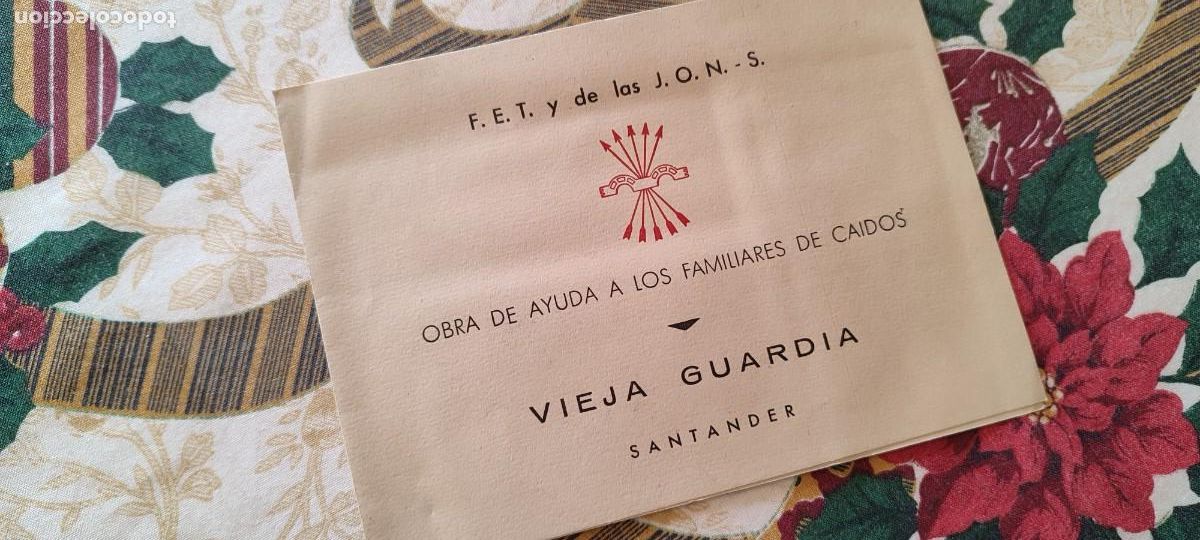 todocoleccion
F. E. T. y de las J. O. N. - S.
OBRA DE AYUDA A LOS FAMILIARES DE CAIDOS
VIEJA GUARDIA
SANTANDER